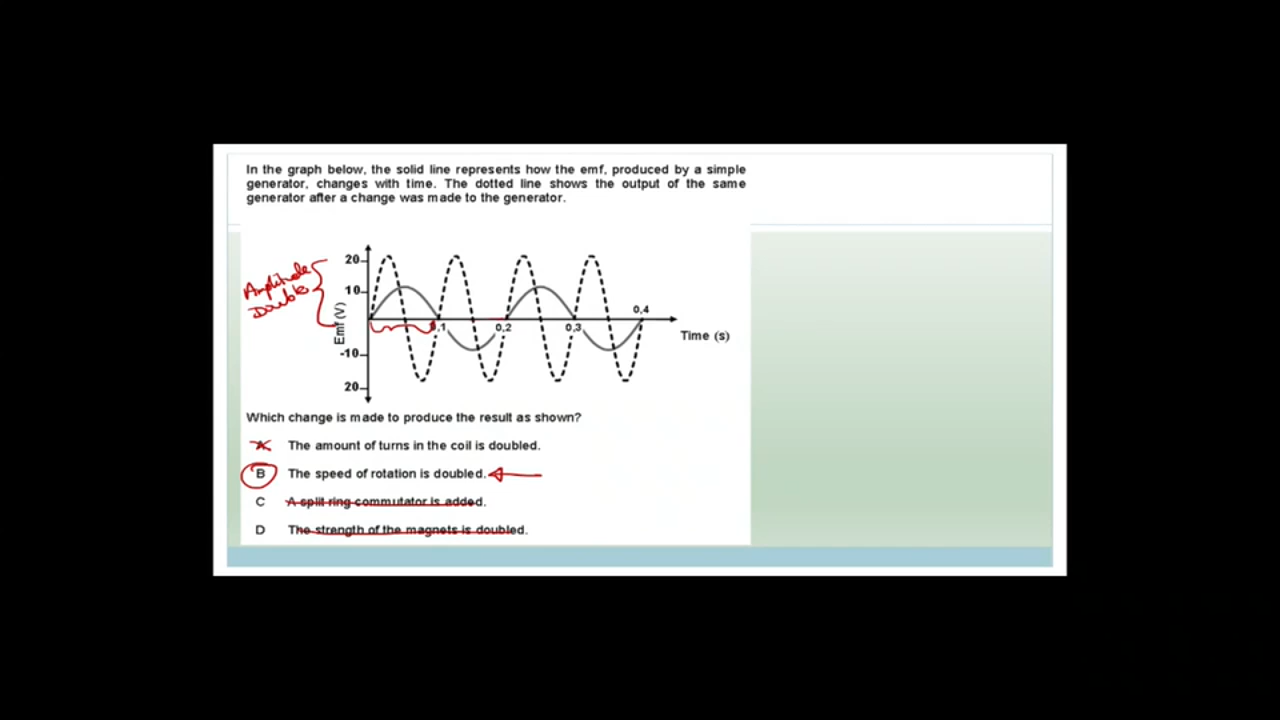 In the graph below, the solid line represents how the emf, produced by a simple
generator, changes with time. The dotted line shows the output of the same
generator after a change was made to the generator.
Amplitude
Double
Emf (V)
20
10
-10
20
,1
0,2
0,3
0,4
Time (s)
Which change is made to produce the result as shown?
A The amount of turns in the coil is doubled.
B The speed of rotation is doubled.
C A split ring commutator is added.
D The strength of the magnets is doubled.